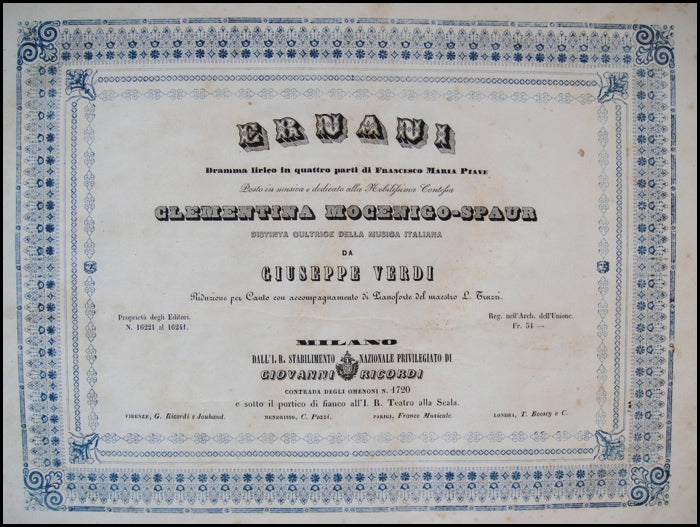 ERNANI
Dramma lirico in quattro parti di FRANCESCO MARIA PIAVE
Posto in musica e dedicato alla Nobilissima Contessa
CLEMENTINA MOCENIGO-SPAUR
DISTINTA CULTRICE DELLA MUSICA ITALIANA
DA
GIUSEPPE VERDI
Riduzione per Canto con accompagnamento di Pianoforte del maestro L. Truzzi.
Proprietà degli Editori.
N. 16221 al 16241.
Reg. nell'Arch. dell'Unione.
Fr. 34 —
MILANO
DALL'I. R. STABILIMENTO NAZIONALE PRIVILEGIATO DI
GIOVANNI RICORDI
CONTRADA DEGLI OMENONI N. 1720
e sotto il portico di fianco all'I. R. Teatro alla Scala.
FIRENZE, G. Ricordi e Jouhaud. MENDRISIO, C. Pozzi. PARIGI, France Musicale. LONDRA, T. Boosey e C.